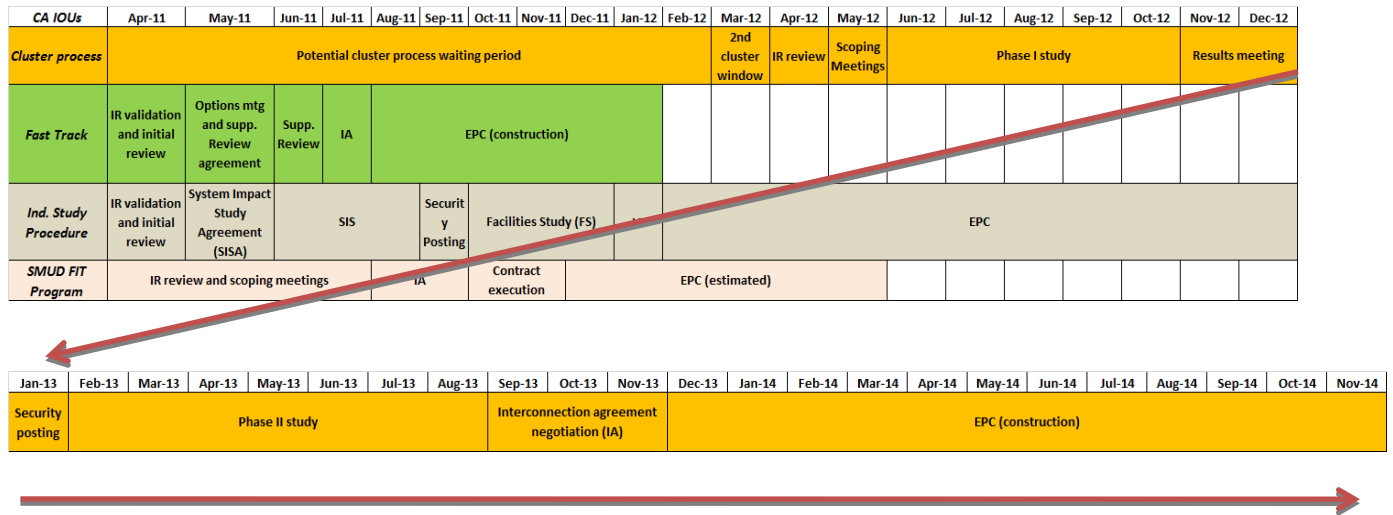 CA IOUs Apr-11 May-11 Jun-11 Jul-11 Aug-11 Sep-11 Oct-11 Nov-11 Dec-11 Jan-12 Feb-12 Mar-12 Apr-12 May-12 Jun-12 Jul-12 Aug-12 Sep-12 Oct-12 Nov-12 Dec-12
Cluster process
Potential cluster process waiting period
2nd
cluster
window
IR review
Scoping
Meetings
Phase I study
Results meeting
Fast Track
IR validation
and initial
review
Options mtg
and supp.
Review
agreement
Supp.
Review
IA
EPC (construction)
Ind. Study
Procedure
IR validation
and initial
review
System Impact
Study
Agreement
(SISA)
SIS
Securit
y
Posting
Facilities Study (FS)
EPC
SMUD FIT
Program
IR review and scoping meetings
IA
Contract
execution
EPC (estimated)
Jan-13 Feb-13 Mar-13 Apr-13 May-13 Jun-13 Jul-13 Aug-13 Sep-13 Oct-13 Nov-13 Dec-13 Jan-14 Feb-14 Mar-14 Apr-14 May-14 Jun-14 Jul-14 Aug-14 Sep-14 Oct-14 Nov-14
Security
posting
Phase II study
Interconnection agreement
negotiation (IA)
EPC (construction)